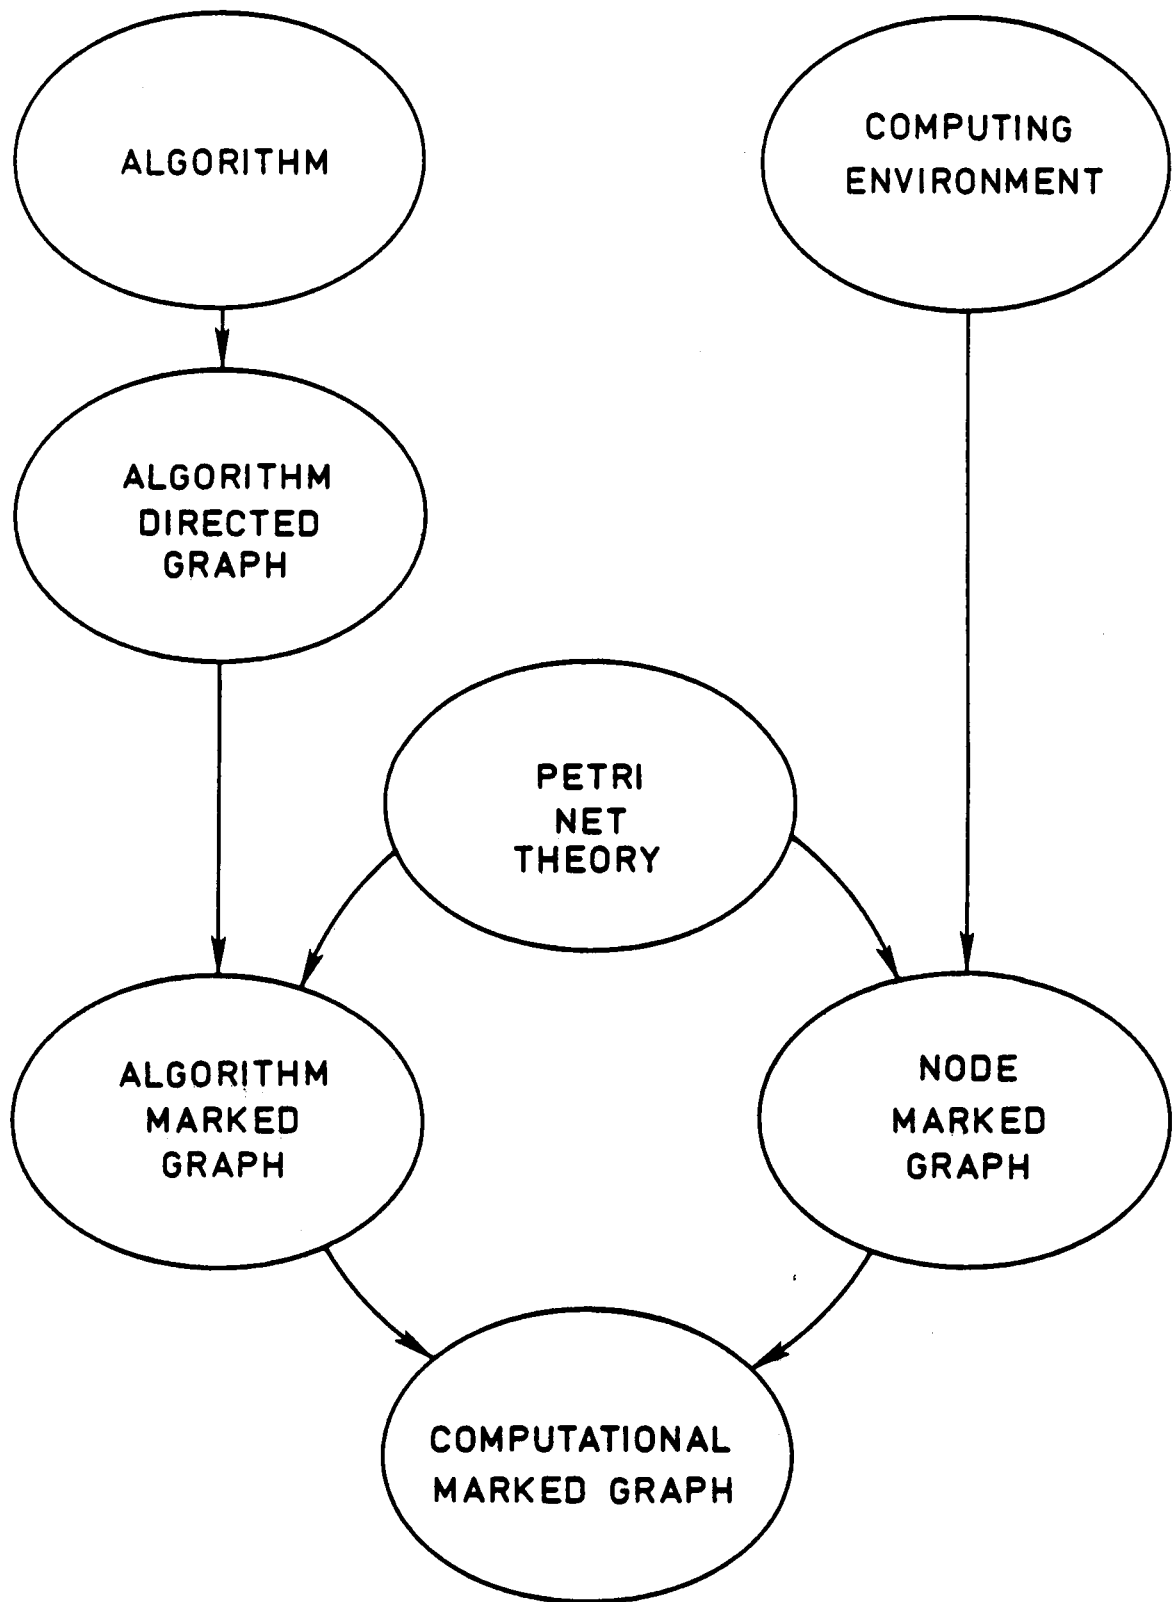 ALGORITHM
COMPUTING
ENVIRONMENT
ALGORITHM
DIRECTED
GRAPH
PETRI
NET
THEORY
ALGORITHM
MARKED
GRAPH
NODE
MARKED
GRAPH
COMPUTATIONAL
MARKED GRAPH